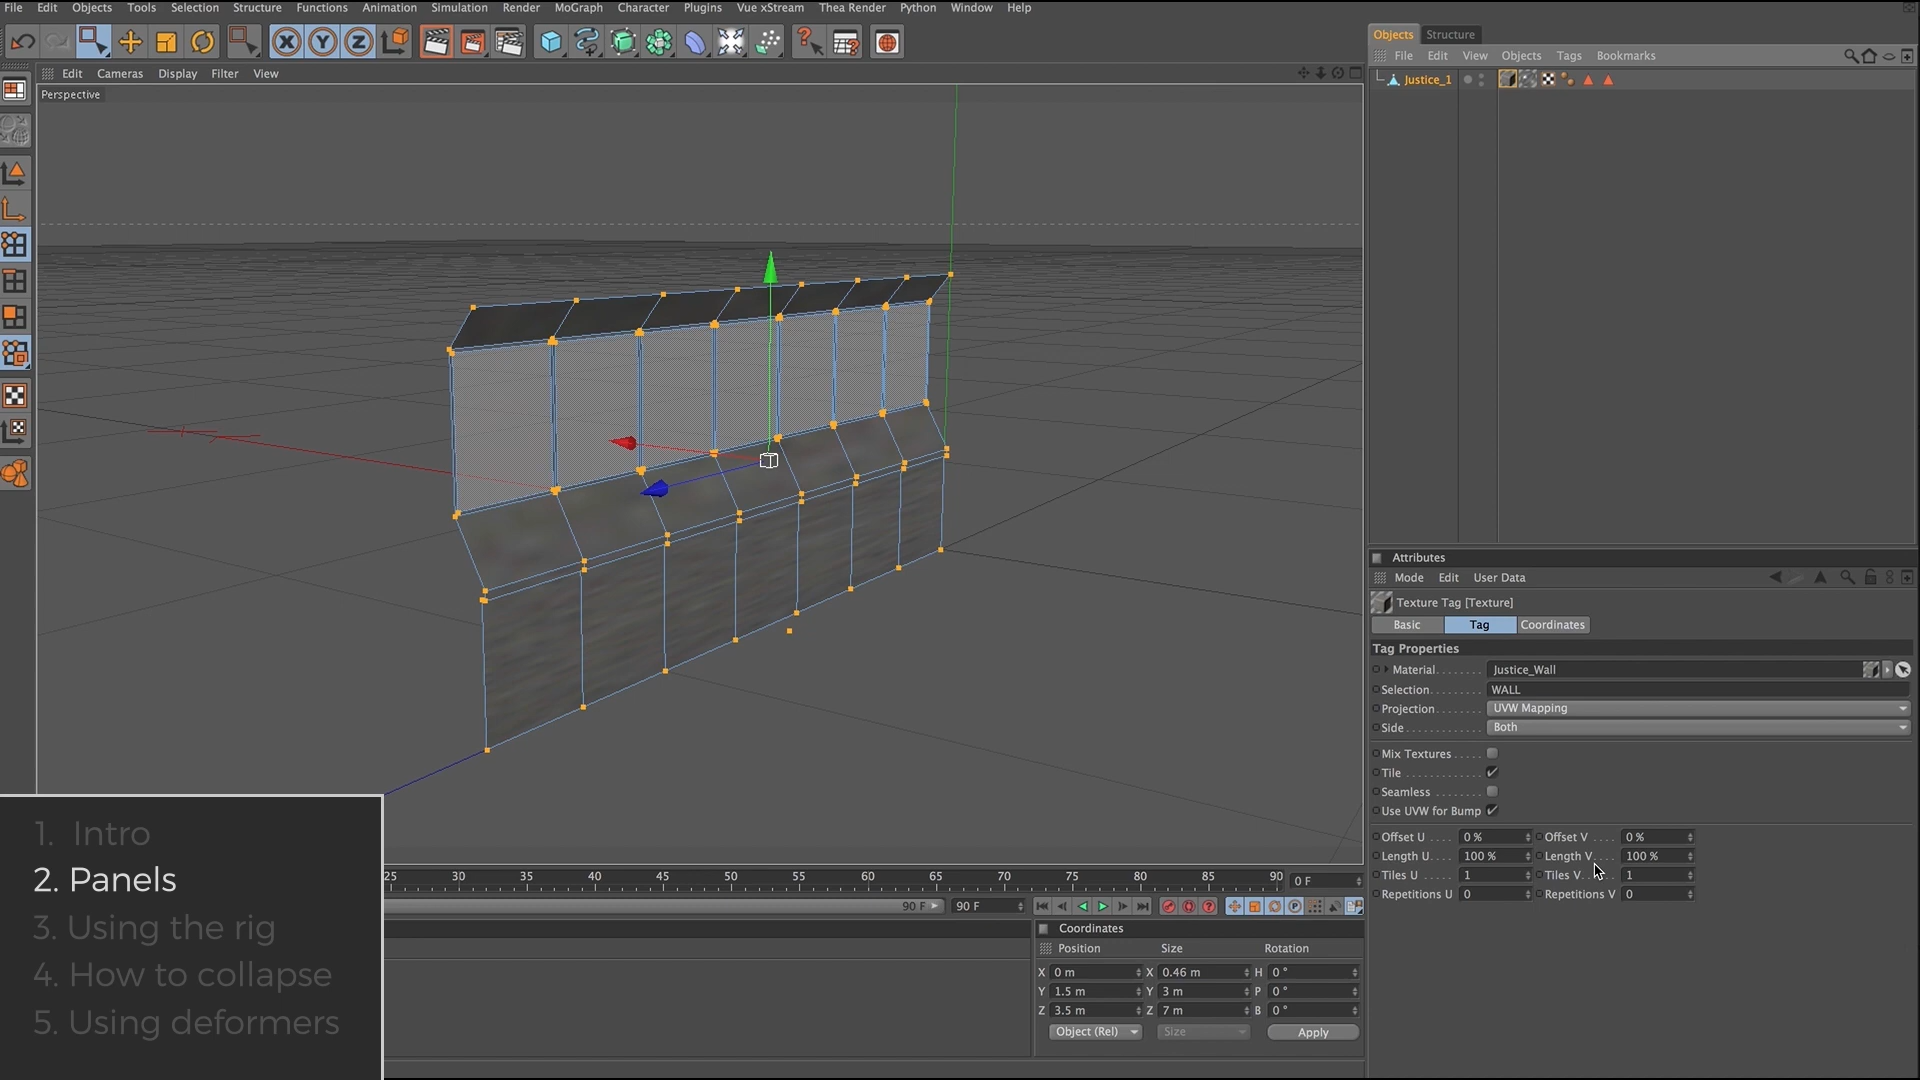 File Edit Objects Tools Selection Structure Functions Animation Simulation Render MoGraph Character Plugins Vue xStream Thea Render Python Window Help
X Y Z
Objects Structure
File Edit View Objects Tags Bookmarks
Justice_1
Edit Cameras Display Filter View
Perspective
Attributes
Mode Edit User Data
Texture Tag [Texture]
Basic Tag Coordinates
Tag Properties
Material Justice_Wall
Selection WALL
Projection UVW Mapping
Side Both
Mix Textures
Tile
Seamless
Use UVW for Bump
Offset U 0 % Offset V 0 %
Length U 100 % Length V 100 %
Tiles U 1 Tiles V 1
Repetitions U 0 Repetitions V 0
1. Intro
2. Panels
3. Using the rig
4. How to collapse
5. Using deformers
25 30 35 40 45 50 55 60 65 70 75 80 85 90 0 F
90 F 90 F
Coordinates
Position Size Rotation
X 0 m X 0.46 m H 0 °
Y 1.5 m Y 3 m P 0 °
Z 3.5 m Z 7 m B 0 °
Object (Rel) Size Apply